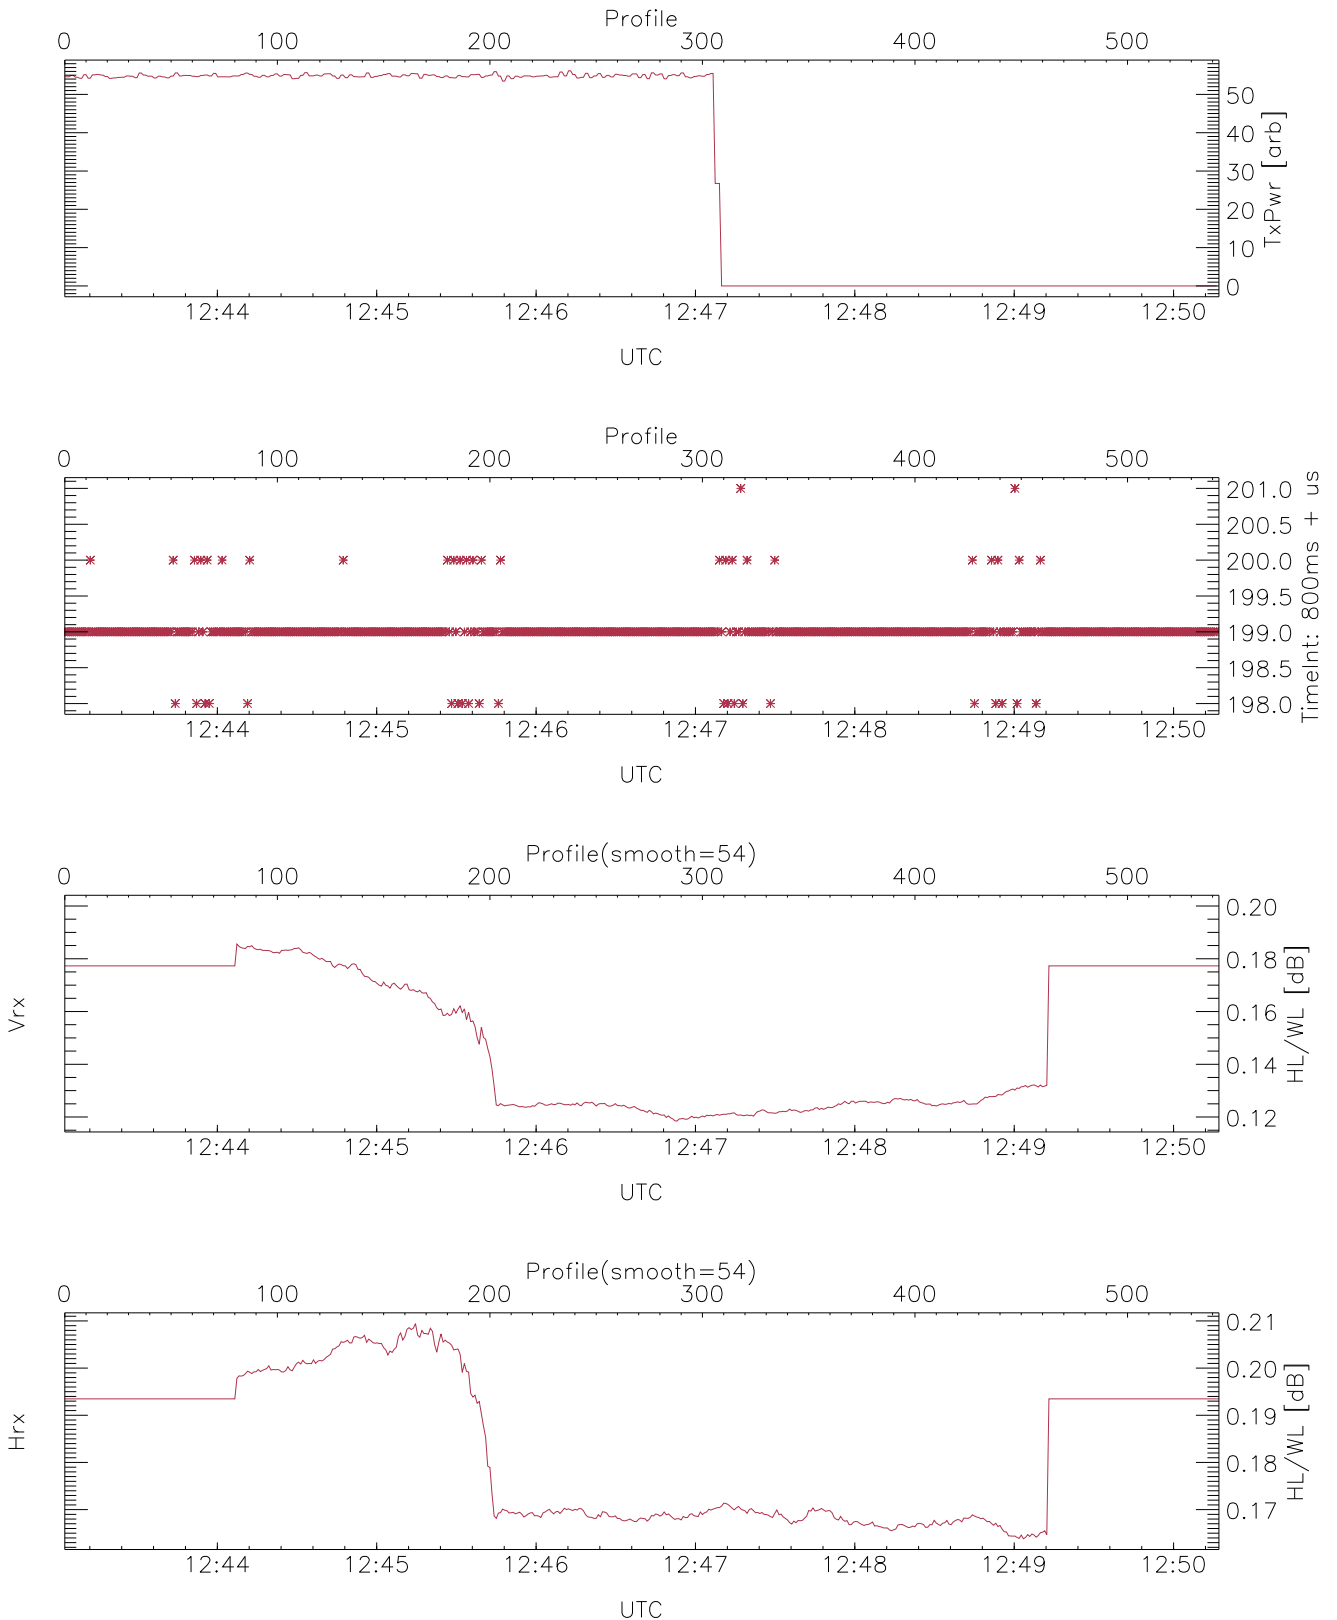 Profile
0 100 200 300 400 500
50
40
30
20
10
0
TxPwr [arb]
12:44 12:45 12:46 12:47 12:48 12:49 12:50
UTC
Profile
0 100 200 300 400 500
201.0
200.5
200.0
199.5
199.0
198.5
198.0
TimeInt: 800ms + us
12:44 12:45 12:46 12:47 12:48 12:49 12:50
UTC
Profile(smooth=54)
0 100 200 300 400 500
Vrx
0.20
0.18
0.16
0.14
0.12
HL/WL [dB]
12:44 12:45 12:46 12:47 12:48 12:49 12:50
UTC
Profile(smooth=54)
0 100 200 300 400 500
Hrx
0.21
0.20
0.19
0.18
0.17
HL/WL [dB]
12:44 12:45 12:46 12:47 12:48 12:49 12:50
UTC